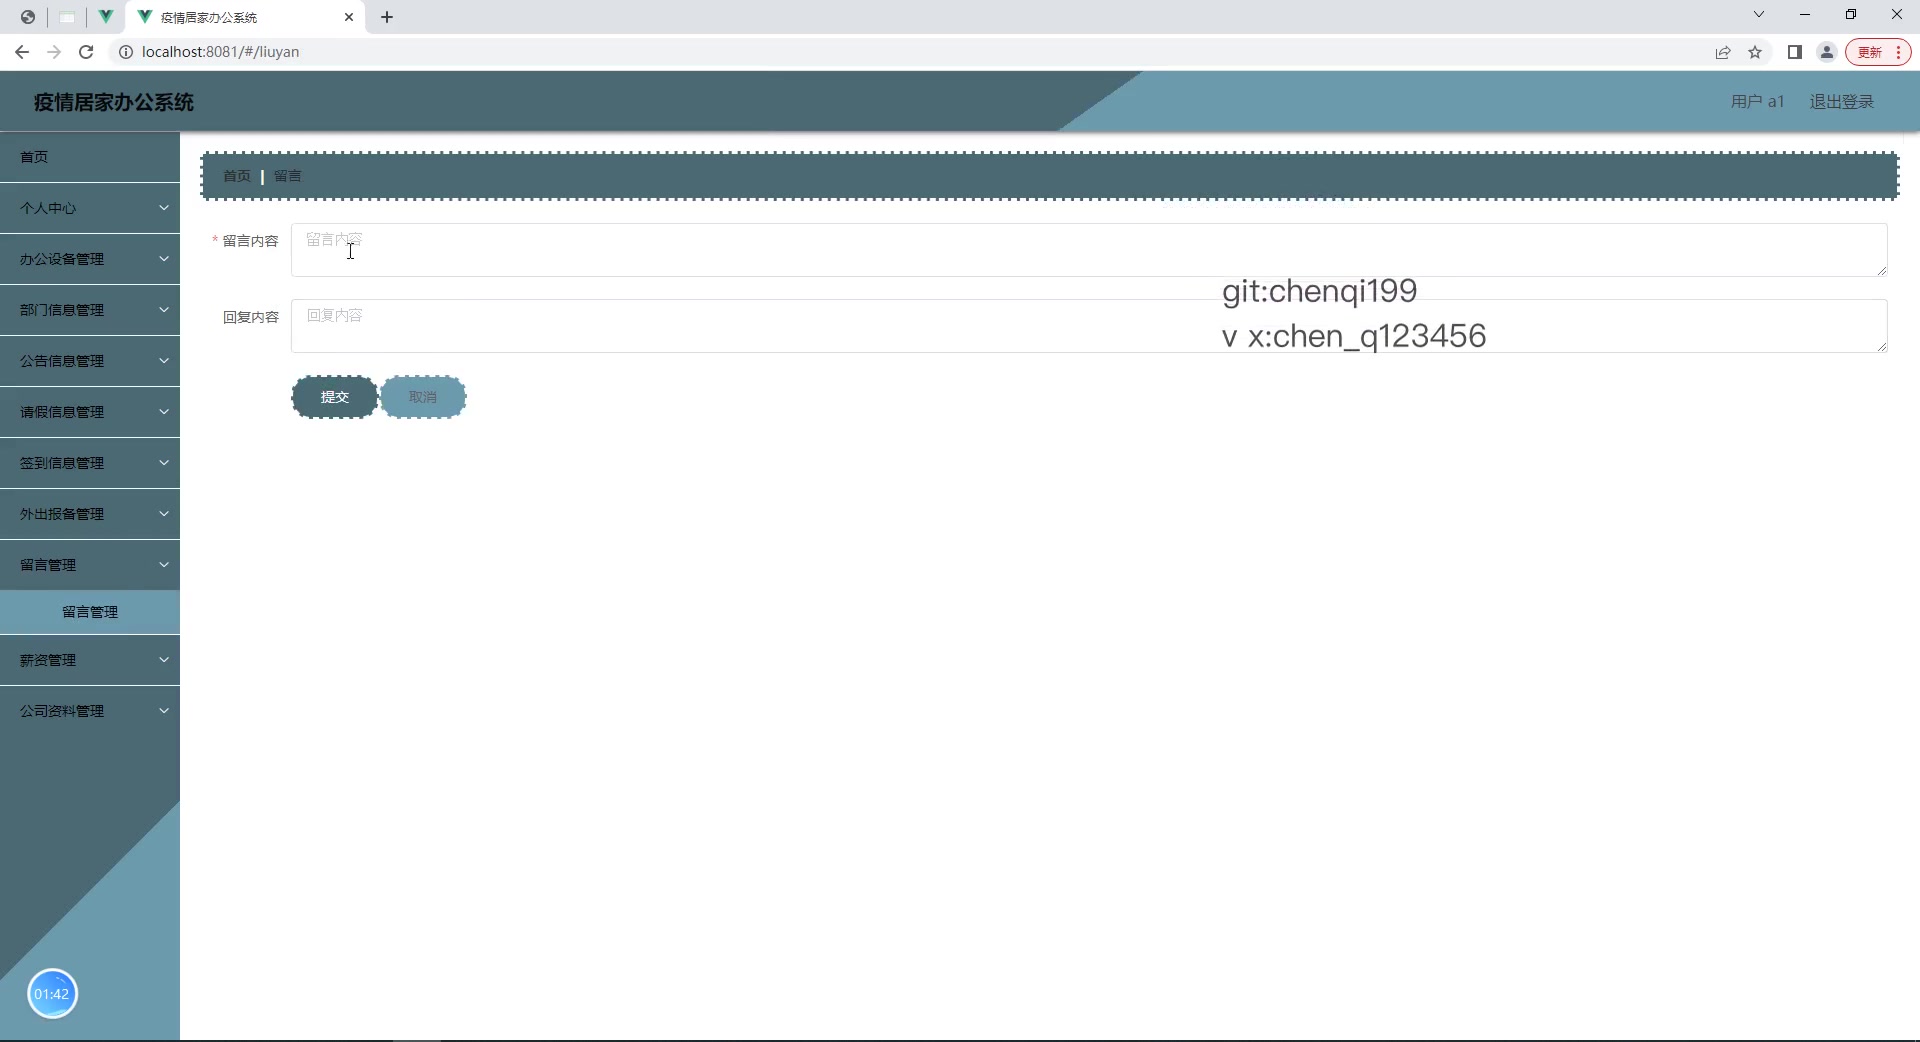 疫情居家办公系统
localhost:8081/#/liuyan
更新
疫情居家办公系统
用户 a1 退出登录
首页
个人中心
办公设备管理
部门信息管理
公告信息管理
请假信息管理
签到信息管理
外出报备管理
留言管理
留言管理
薪资管理
公司资料管理
首页 | 留言
* 留言内容 留言内容
回复内容 回复内容
git:chenqi199
v x:chen_q123456
提交 取消
01:42